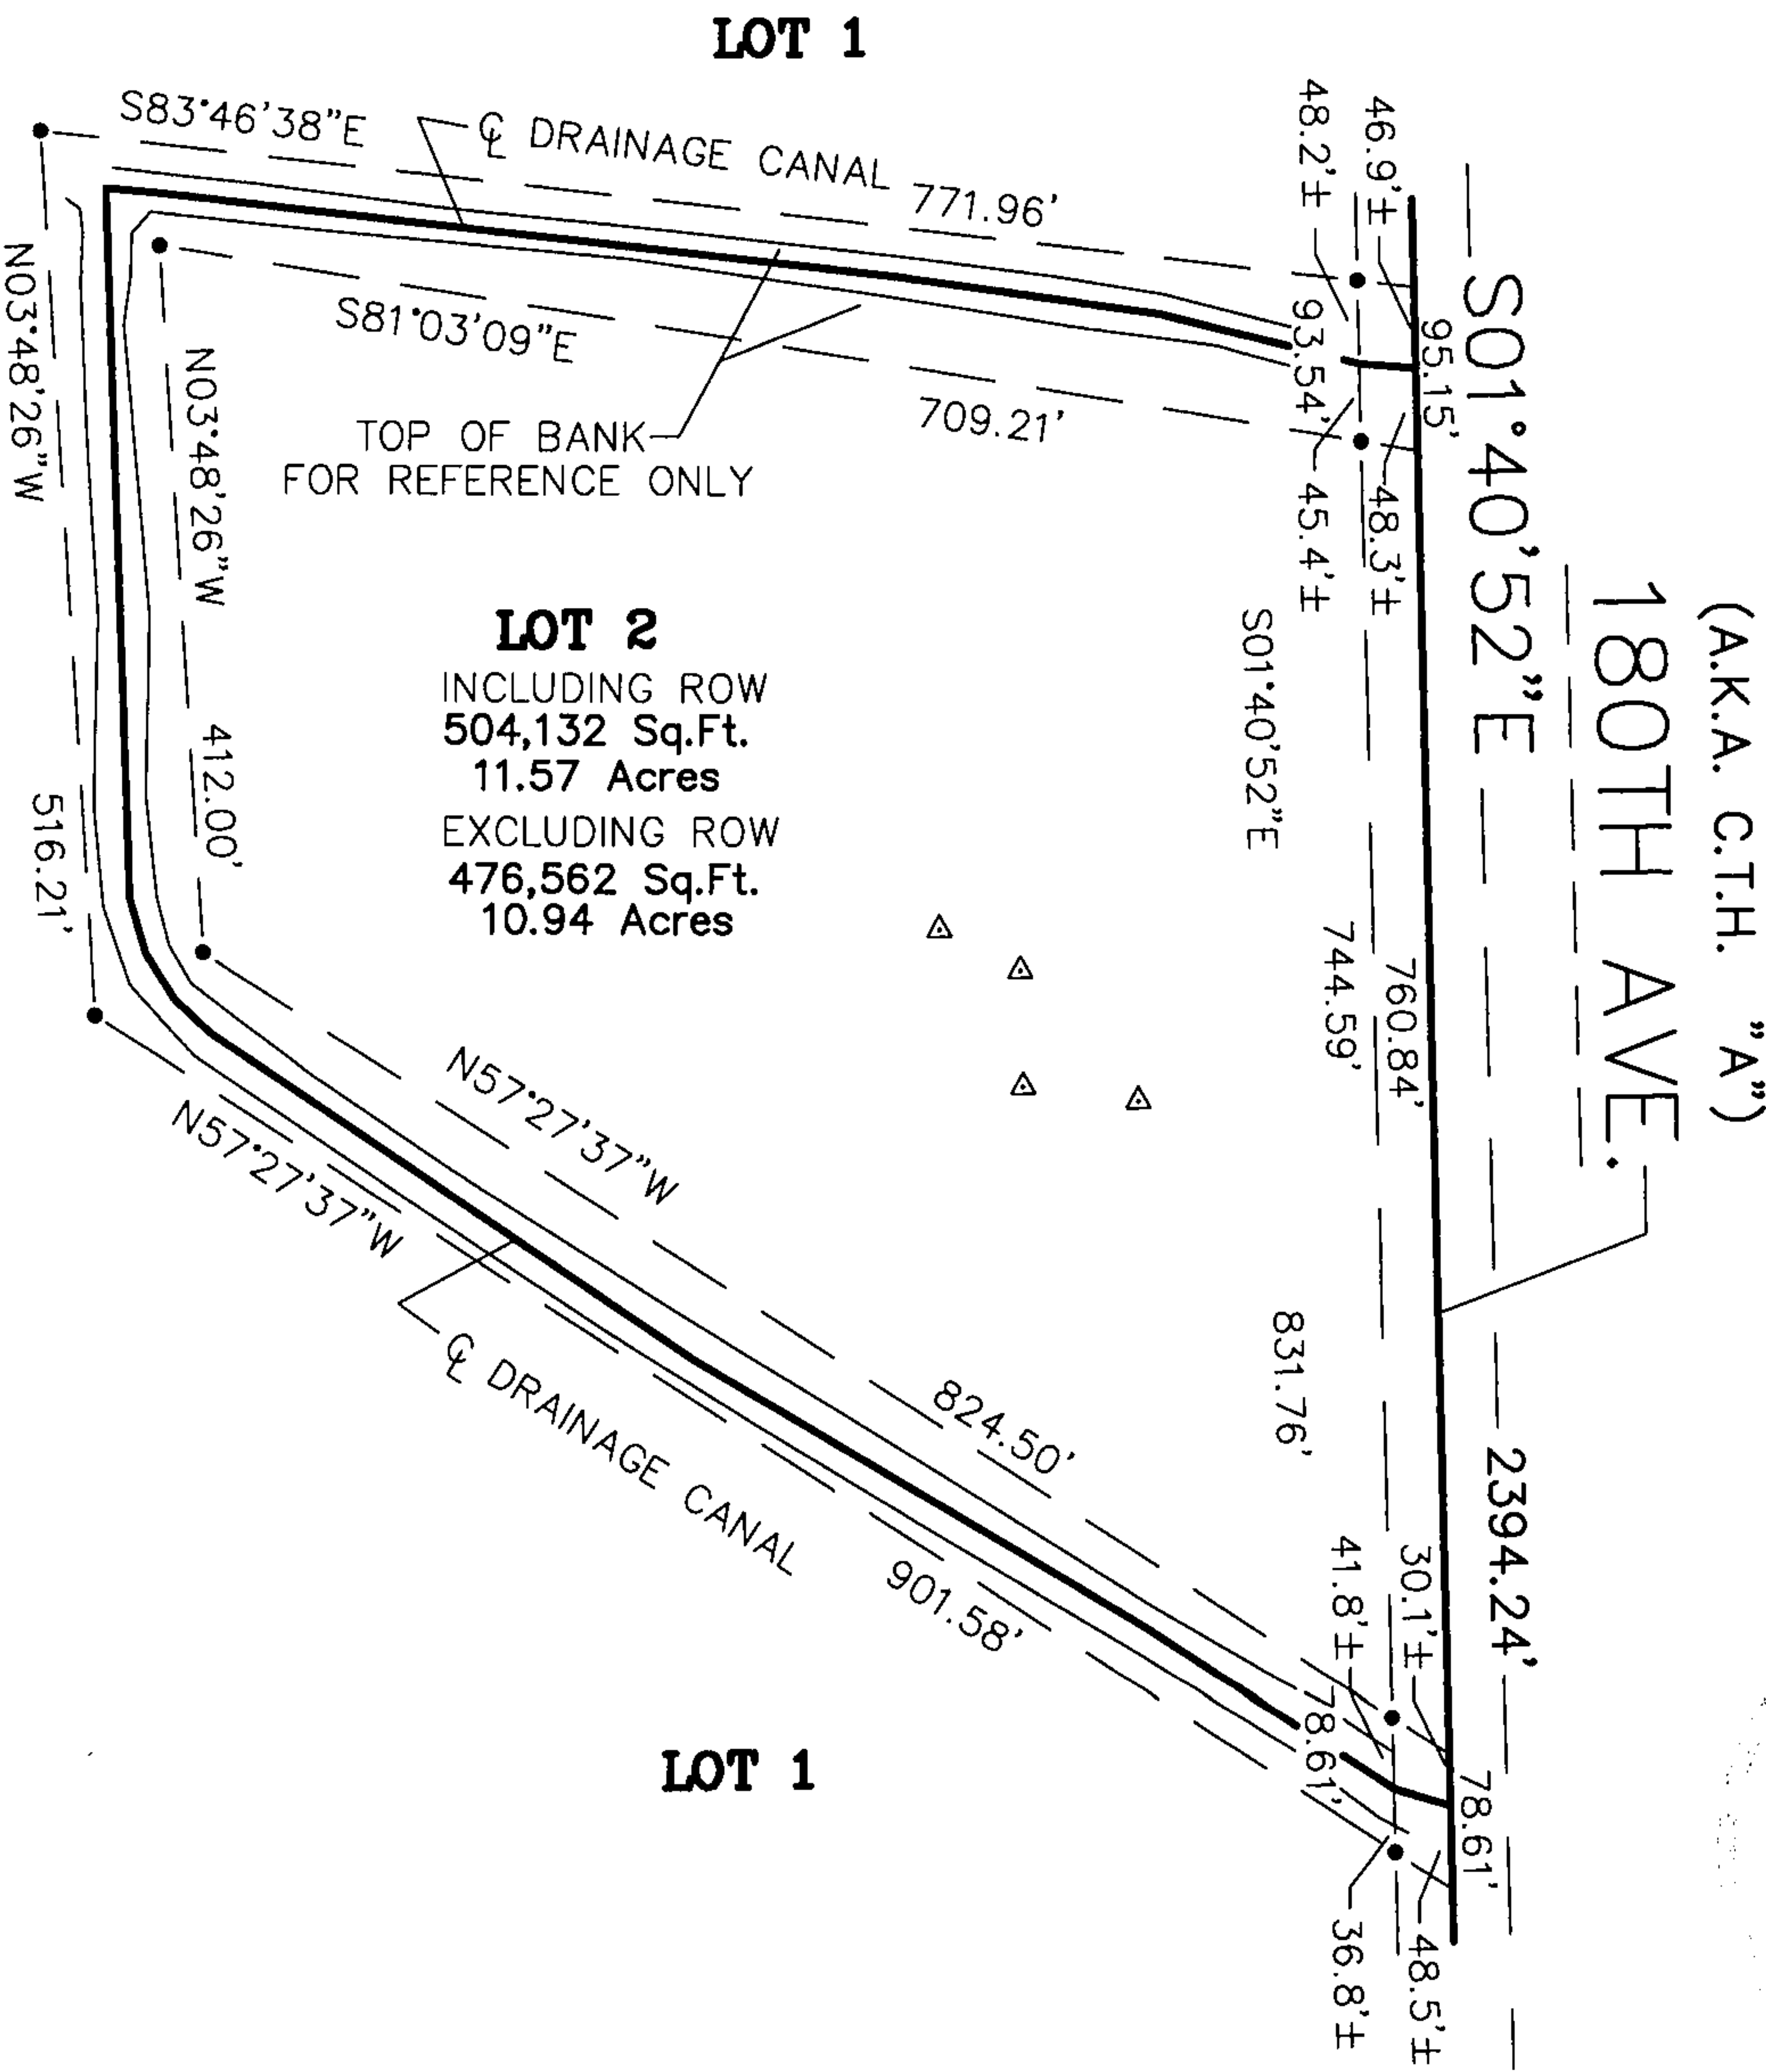 LOT 1
S83°46'38"E
℄ DRAINAGE CANAL
771.96'
48.2'±
46.9'±
93.54'
95.15'
S81°03'09"E
709.21'
45.4'±
48.3'±
TOP OF BANK
FOR REFERENCE ONLY
N03°48'26"W
516.21'
N03°48'26"W
412.00'
LOT 2
INCLUDING ROW
504,132 Sq.Ft.
11.57 Acres
EXCLUDING ROW
476,562 Sq.Ft.
10.94 Acres
S01°40'52"E
831.76'
744.59'
760.84'
S01°40'52"E
2394.24'
180TH AVE.
(A.K.A. C.T.H. "A")
N57°27'37"W
824.50'
N57°27'37"W
901.58'
℄ DRAINAGE CANAL
41.8'±
30.1'±
78.61'
78.61'
36.8'±
48.5'±
LOT 1